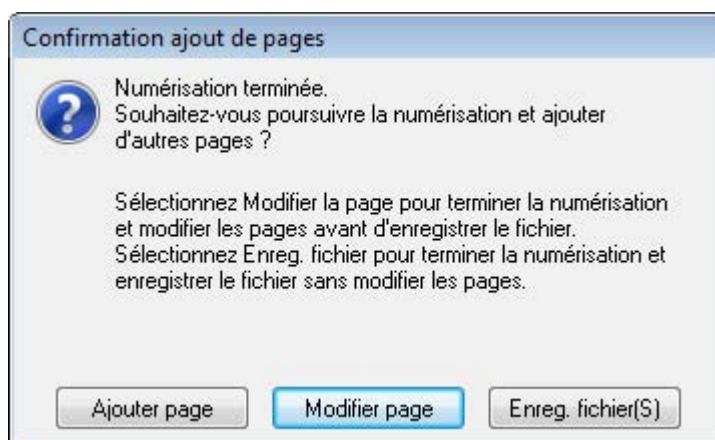 Confirmation ajout de pages
Numérisation terminée.
Souhaitez-vous poursuivre la numérisation et ajouter
d'autres pages ?
Sélectionnez Modifier la page pour terminer la numérisation
et modifier les pages avant d'enregistrer le fichier.
Sélectionnez Enreg. fichier pour terminer la numérisation et
enregistrer le fichier sans modifier les pages.
Ajouter page Modifier page Enreg. fichier(S)